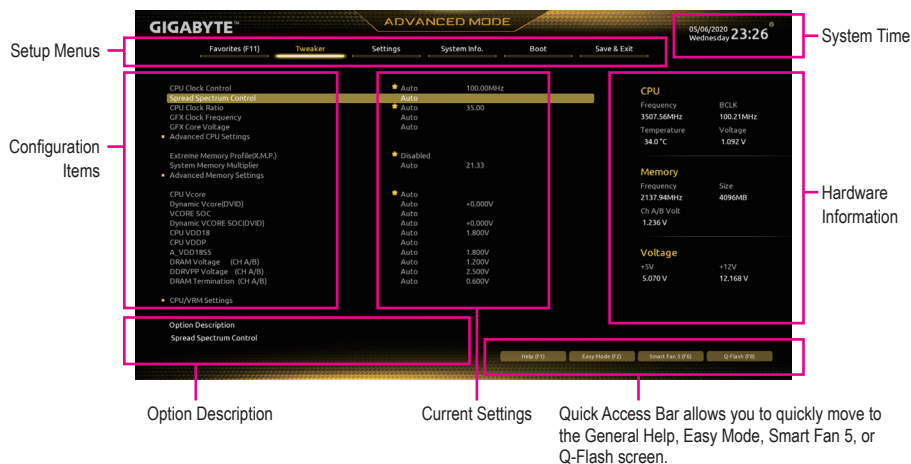 GIGABYTE™
ADVANCED MODE
05/06/2020
Wednesday 23:26
System Time
Setup Menus
Favorites (F11) Tweaker Settings System Info. Boot Save & Exit
CPU Clock Control Auto 100.00MHz
Spread Spectrum Control Auto
CPU Clock Ratio Auto 35.00
GFX Clock Frequency Auto
GFX Core Voltage Auto
Advanced CPU Settings
Extreme Memory Profile(X.M.P.) Disabled
System Memory Multiplier Auto 21.33
Advanced Memory Settings
CPU Vcore Auto
Dynamic Vcore(DVID) Auto +0.000V
VCORE SOC Auto
Dynamic VCORE SOC(DVID) Auto +0.000V
CPU VDD18 Auto 1.800V
CPU VDDP Auto
A_VDD18S5 Auto 1.800V
DRAM Voltage (CH A/B) Auto 1.200V
DDRVPP Voltage (CH A/B) Auto 2.500V
DRAM Termination (CH A/B) Auto 0.600V
CPU/VRM Settings
Configuration
Items
CPU
Frequency BCLK
3507.56MHz 100.21MHz
Temperature Voltage
34.0 °C 1.092 V
Memory
Frequency Size
2137.94MHz 4096MB
Ch A/B Volt
1.236 V
Voltage
+5V +12V
5.070 V 12.168 V
Hardware
Information
Option Description
Spread Spectrum Control
Help (F1) Easy Mode (F2) Smart Fan 5 (F6) Q-Flash (F8)
Option Description
Current Settings
Quick Access Bar allows you to quickly move to
the General Help, Easy Mode, Smart Fan 5, or
Q-Flash screen.